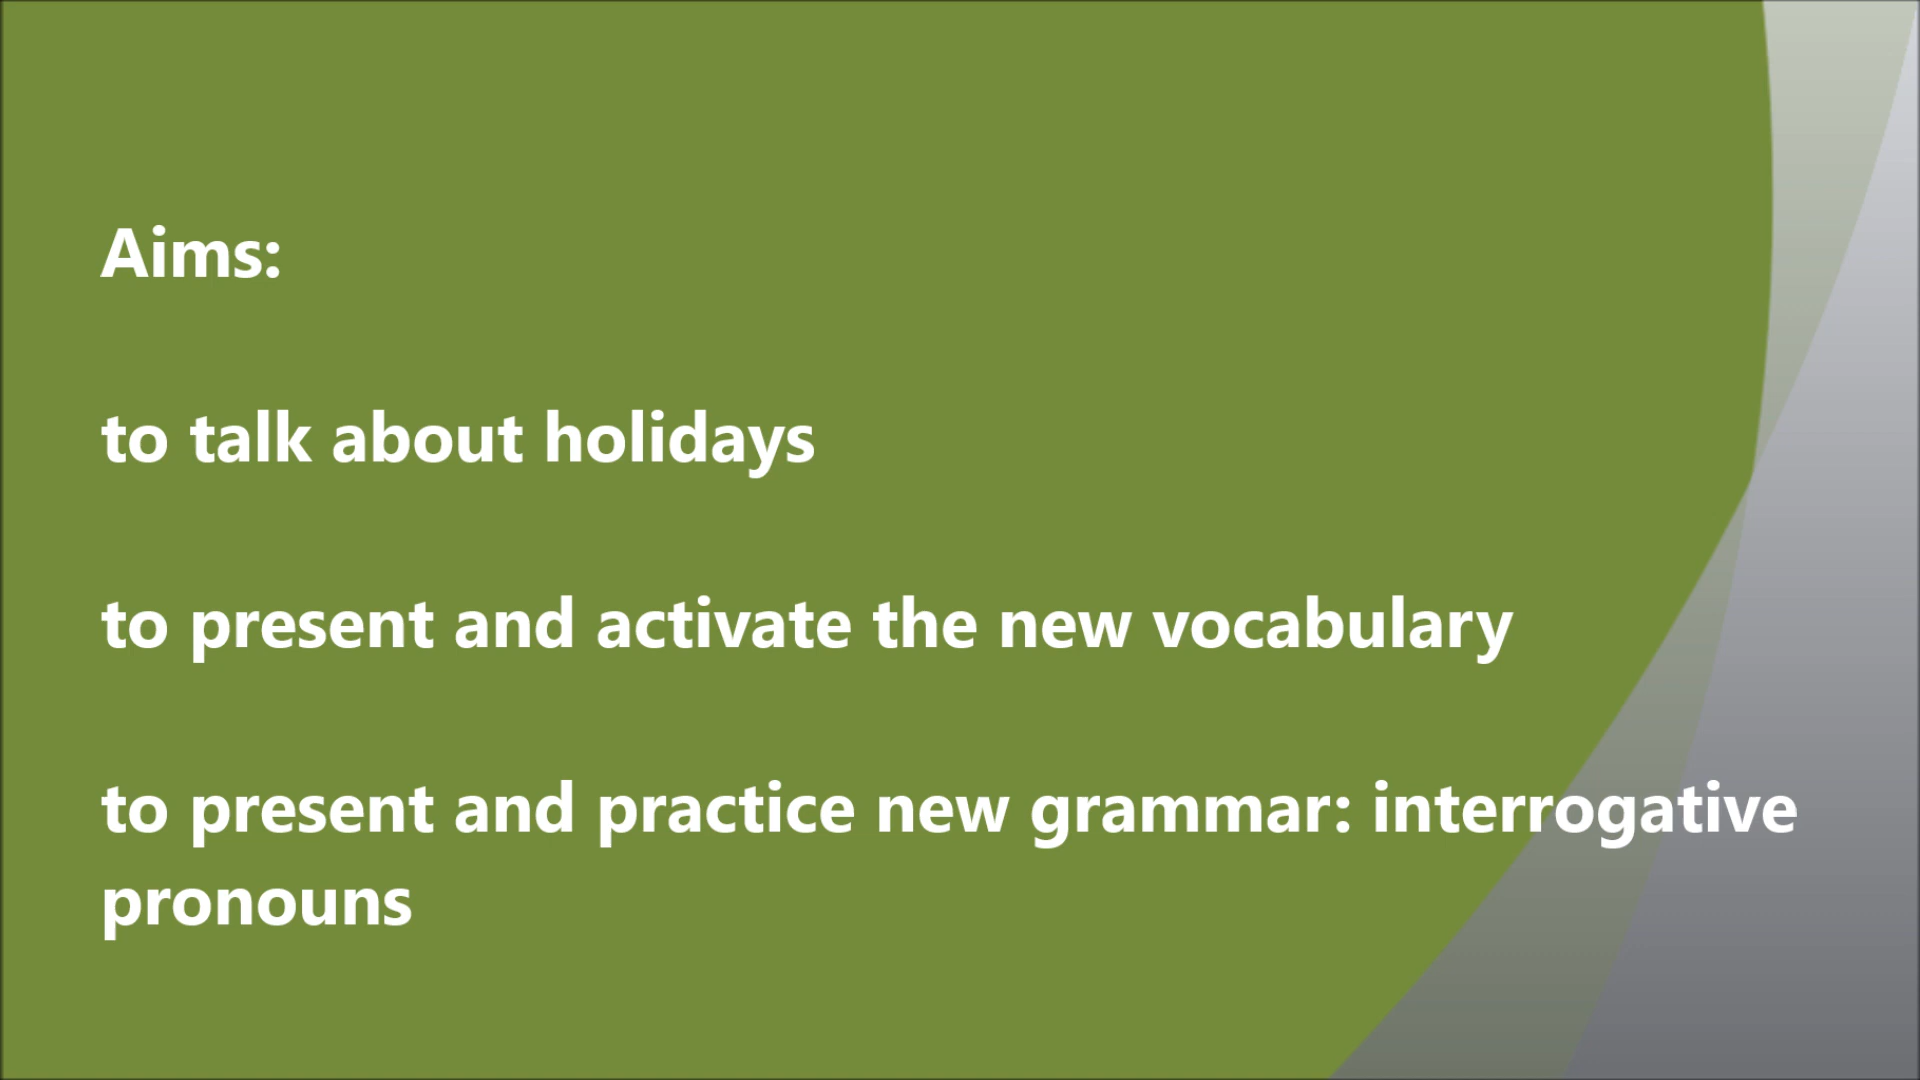 Aims:
to talk about holidays
to present and activate the new vocabulary
to present and practice new grammar: interrogative
pronouns